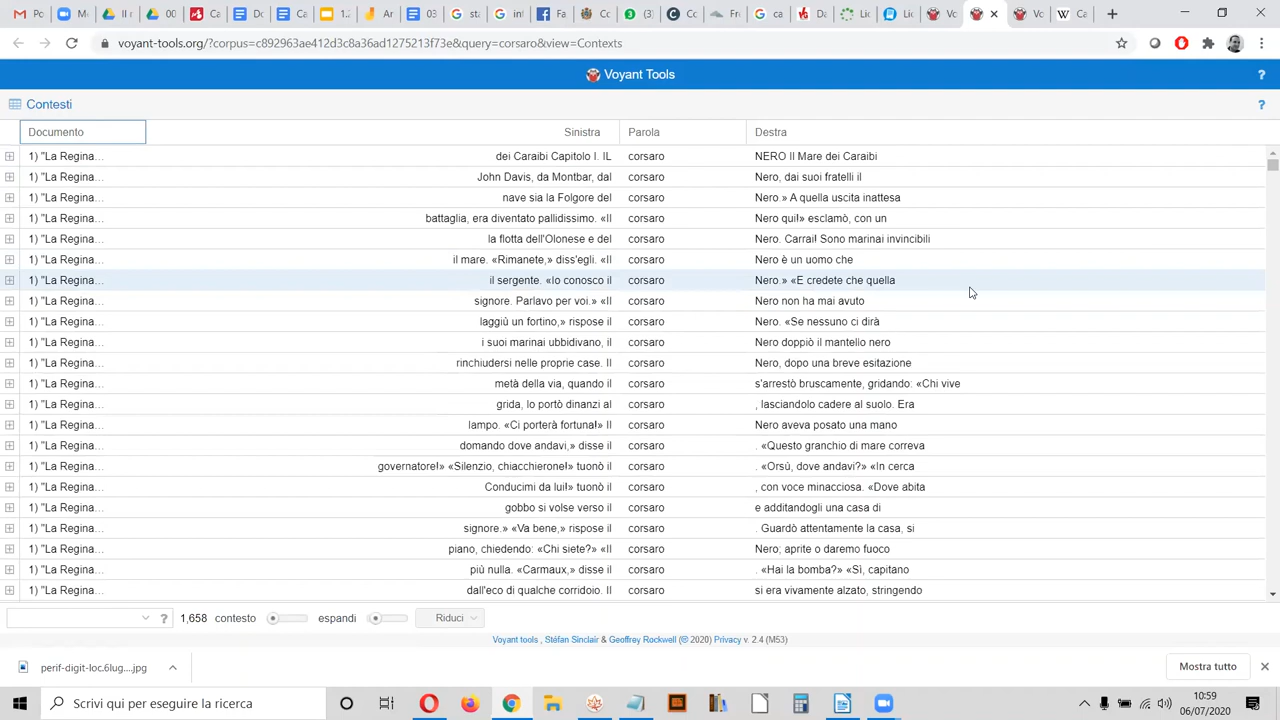 voyant-tools.org/?corpus=c892963ae412d3c8a36ad1275213f73e&query=corsaro&view=Contexts
Voyant Tools
Contesti
Documento Sinistra Parola Destra
1) "La Regina... dei Caraibi Capitolo I. IL corsaro NERO Il Mare dei Caraibi
1) "La Regina... John Davis, da Montbar, dal corsaro Nero, dai suoi fratelli il
1) "La Regina... nave sia la Folgore del corsaro Nero.» A quella uscita inattesa
1) "La Regina... battaglia, era diventato pallidissimo. «Il corsaro Nero qui!» esclamò, con un
1) "La Regina... la flotta dell'Olonese e del corsaro Nero. Carrai! Sono marinai invincibili
1) "La Regina... il mare. «Rimanete,» diss'egli. «Il corsaro Nero è un uomo che
1) "La Regina... il sergente. «Io conosco il corsaro Nero.» «E credete che quella
1) "La Regina... signore. Parlavo per voi.» «Il corsaro Nero non ha mai avuto
1) "La Regina... laggiù un fortino,» rispose il corsaro Nero. «Se nessuno ci dirà
1) "La Regina... i suoi marinai ubbidivano, il corsaro Nero doppiò il mantello nero
1) "La Regina... rinchiudersi nelle proprie case. Il corsaro Nero, dopo una breve esitazione
1) "La Regina... metà della via, quando il corsaro s'arrestò bruscamente, gridando: «Chi vive
1) "La Regina... grida, lo portò dinanzi al corsaro , lasciandolo cadere al suolo. Era
1) "La Regina... lampo. «Ci porterà fortuna!» Il corsaro Nero aveva posato una mano
1) "La Regina... domando dove andavi,» disse il corsaro . «Questo granchio di mare correva
1) "La Regina... governatore!» «Silenzio, chiacchierone!» tuonò il corsaro . «Orsù, dove andavi?» «In cerca
1) "La Regina... Conducimi da lui!» tuonò il corsaro , con voce minacciosa. «Dove abita
1) "La Regina... gobbo si volse verso il corsaro e additandogli una casa di
1) "La Regina... signore.» «Va bene,» rispose il corsaro . Guardò attentamente la casa, si
1) "La Regina... piano, chiedendo: «Chi siete?» «Il corsaro Nero; aprite o daremo fuoco
1) "La Regina... più nulla. «Carmaux,» disse il corsaro . «Hai la bomba?» «Sì, capitano
1) "La Regina... dall'eco di qualche corridoio. Il corsaro si era vivamente alzato, stringendo
1,658 contesto espandi Riduci
Voyant tools , Stéfan Sinclair & Geoffrey Rockwell (© 2020) Privacy v. 2.4 (M53)
perif-digit-loc.6lug....jpg Mostra tutto
Scrivi qui per eseguire la ricerca
10:59
06/07/2020